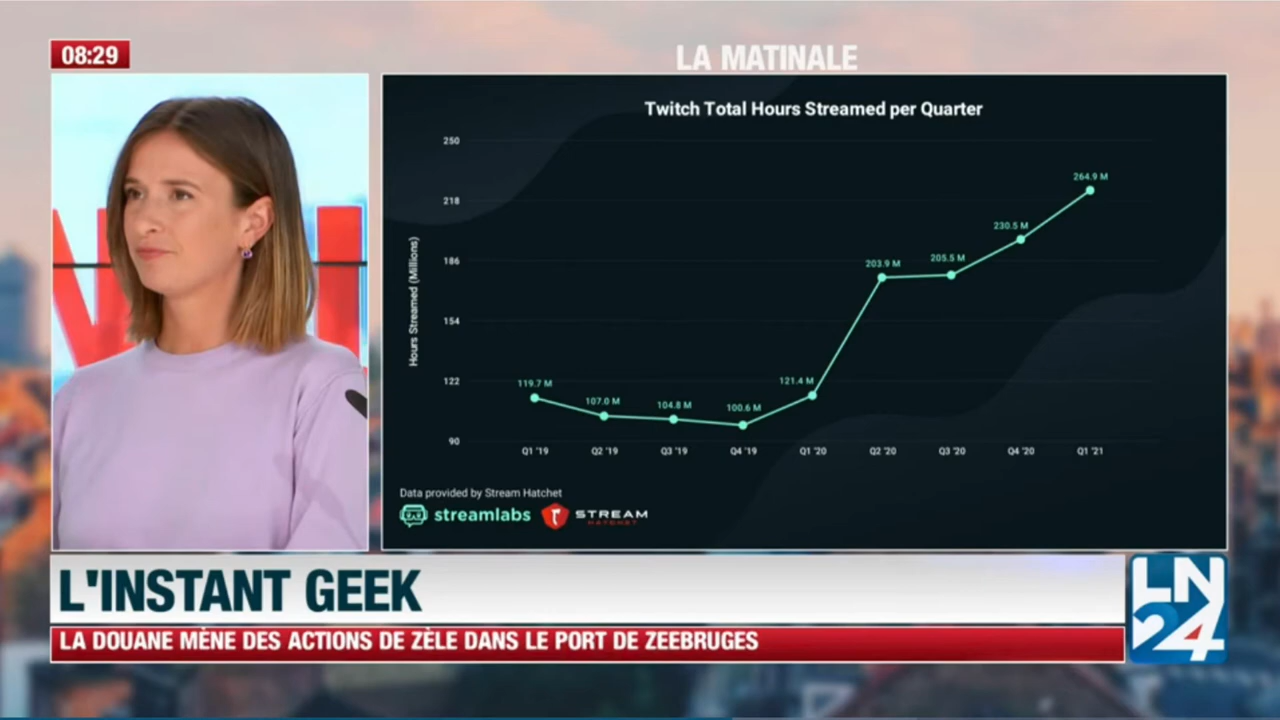 08:29
LA MATINALE
Twitch Total Hours Streamed per Quarter
Hours Streamed (Millions)
250
218
186
154
122
90
119.7 M
107.0 M
104.8 M
100.6 M
121.4 M
203.9 M
205.5 M
230.5 M
264.9 M
Q1 '19
Q2 '19
Q3 '19
Q4 '19
Q1 '20
Q2 '20
Q3 '20
Q4 '20
Q1 '21
Data provided by Stream Hatchet
streamlabs
STREAM
HATCHET
L'INSTANT GEEK
LA DOUANE MÈNE DES ACTIONS DE ZÈLE DANS LE PORT DE ZEEBRUGES
LN
24